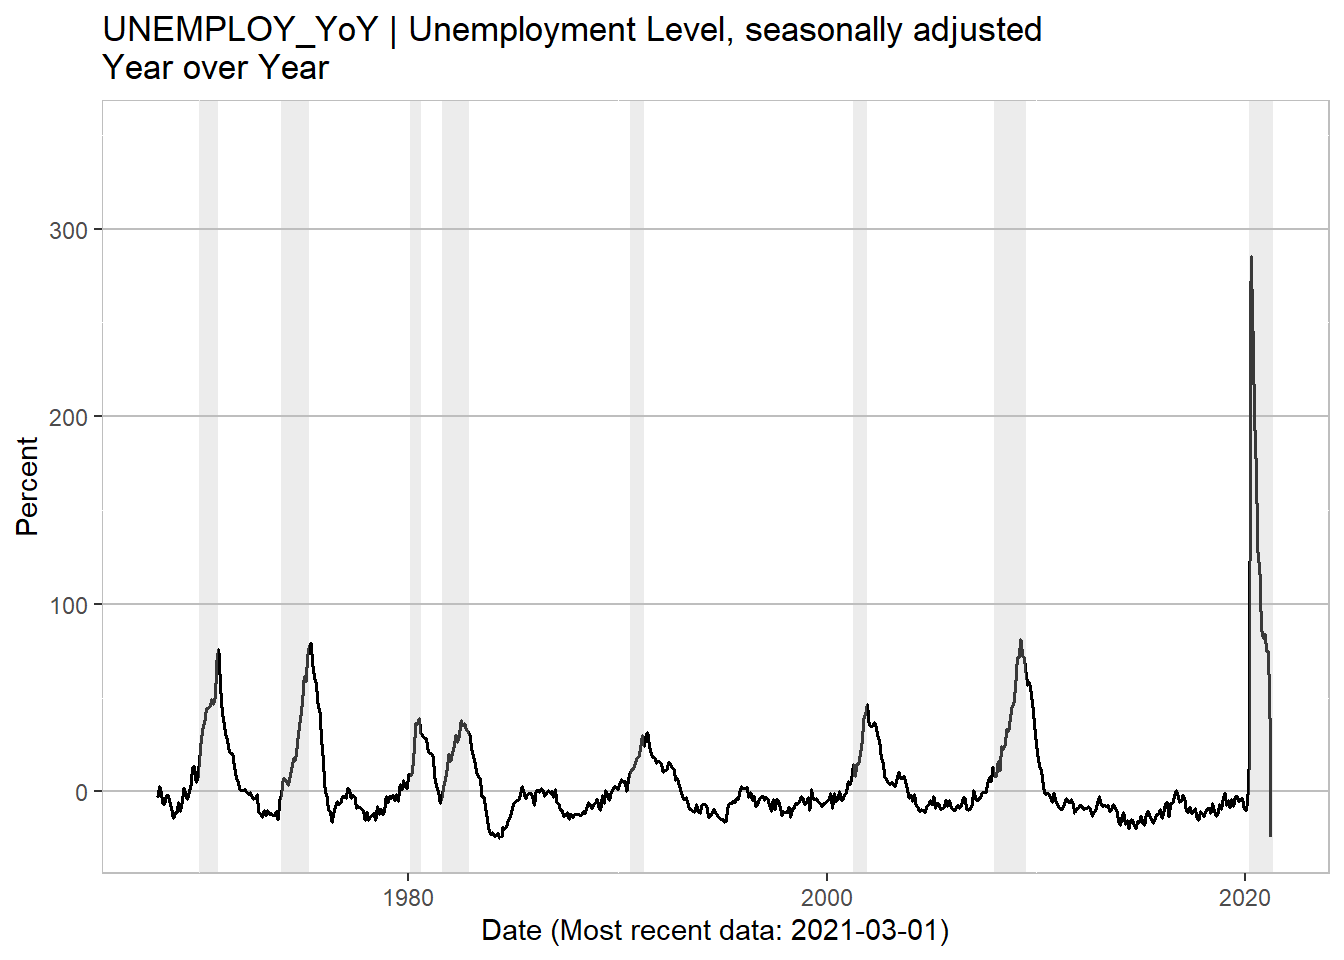 UNEMPLOY_YoY | Unemployment Level, seasonally adjusted
Year over Year
Percent
300
200
100
0
1980
2000
2020
Date (Most recent data: 2021-03-01)